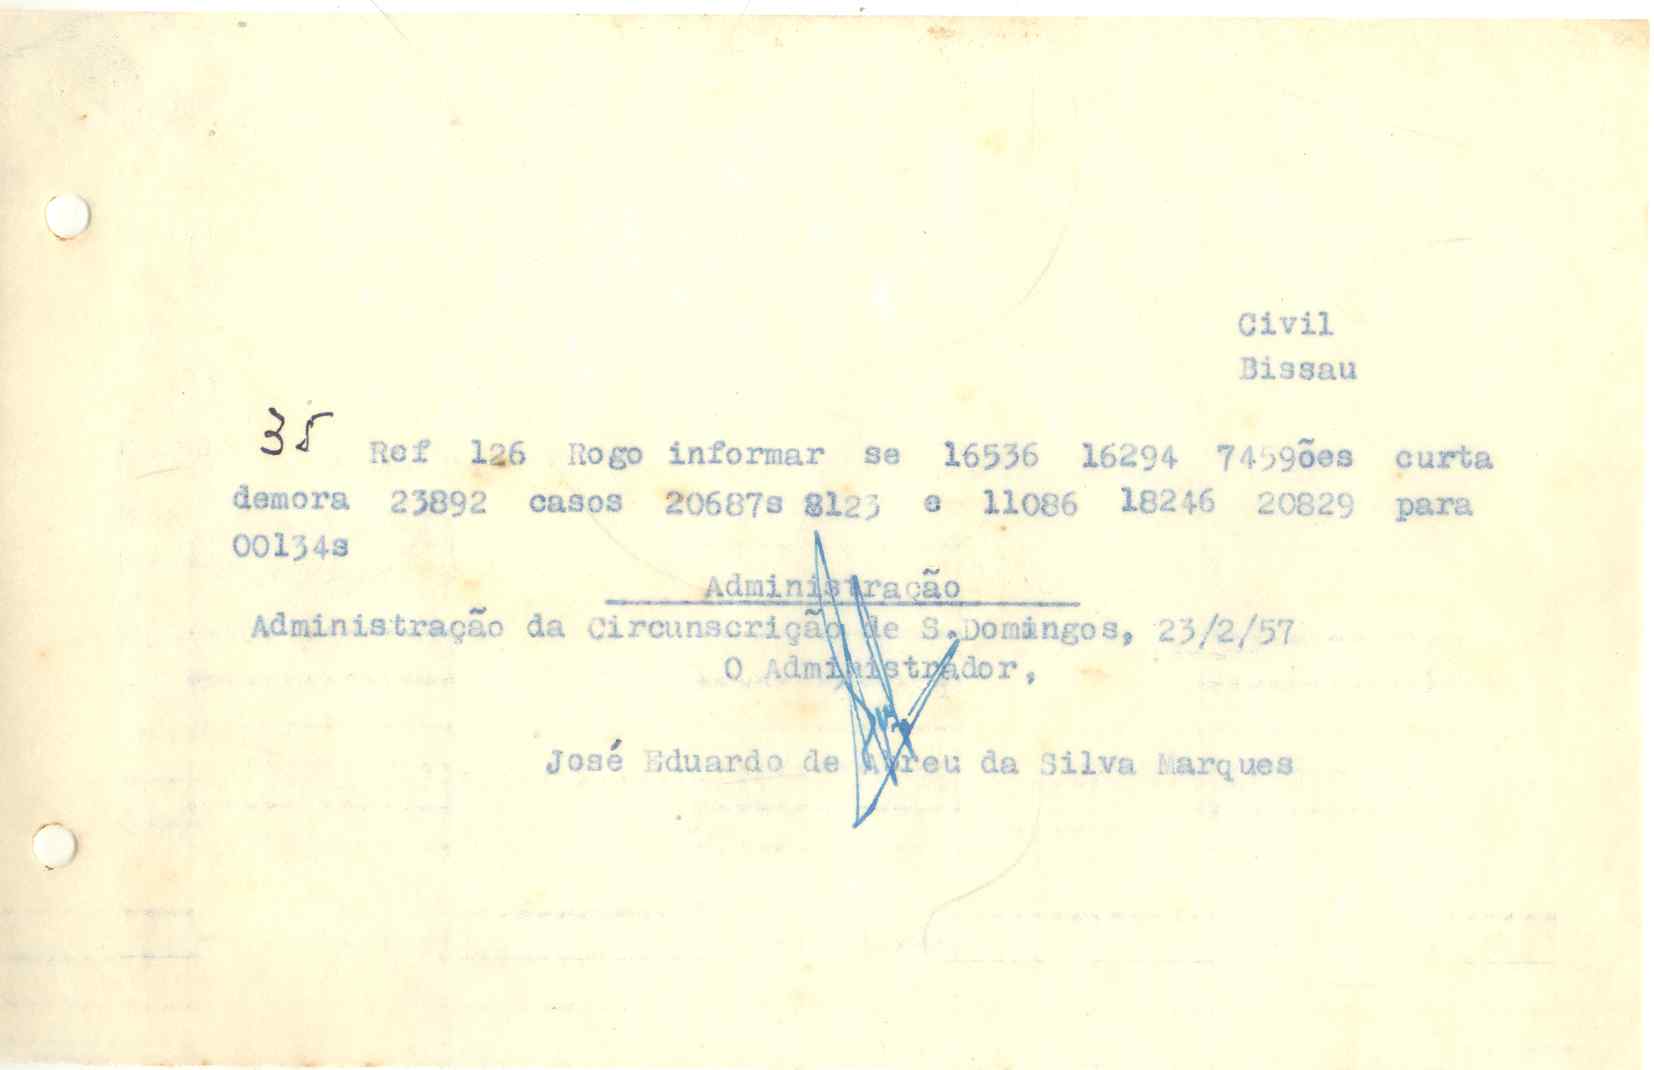 Civil
Bissau
35 Ref 126 Rogo informar se 16536 16294 7459ões curta
demora 23892 casos 20687s 8123 e 11086 18246 20829 para
00134s
Administração
Administração da Circunscrição de S.Domingos, 23/2/57
O Administrador,
José Eduardo de Abreu da Silva Marques